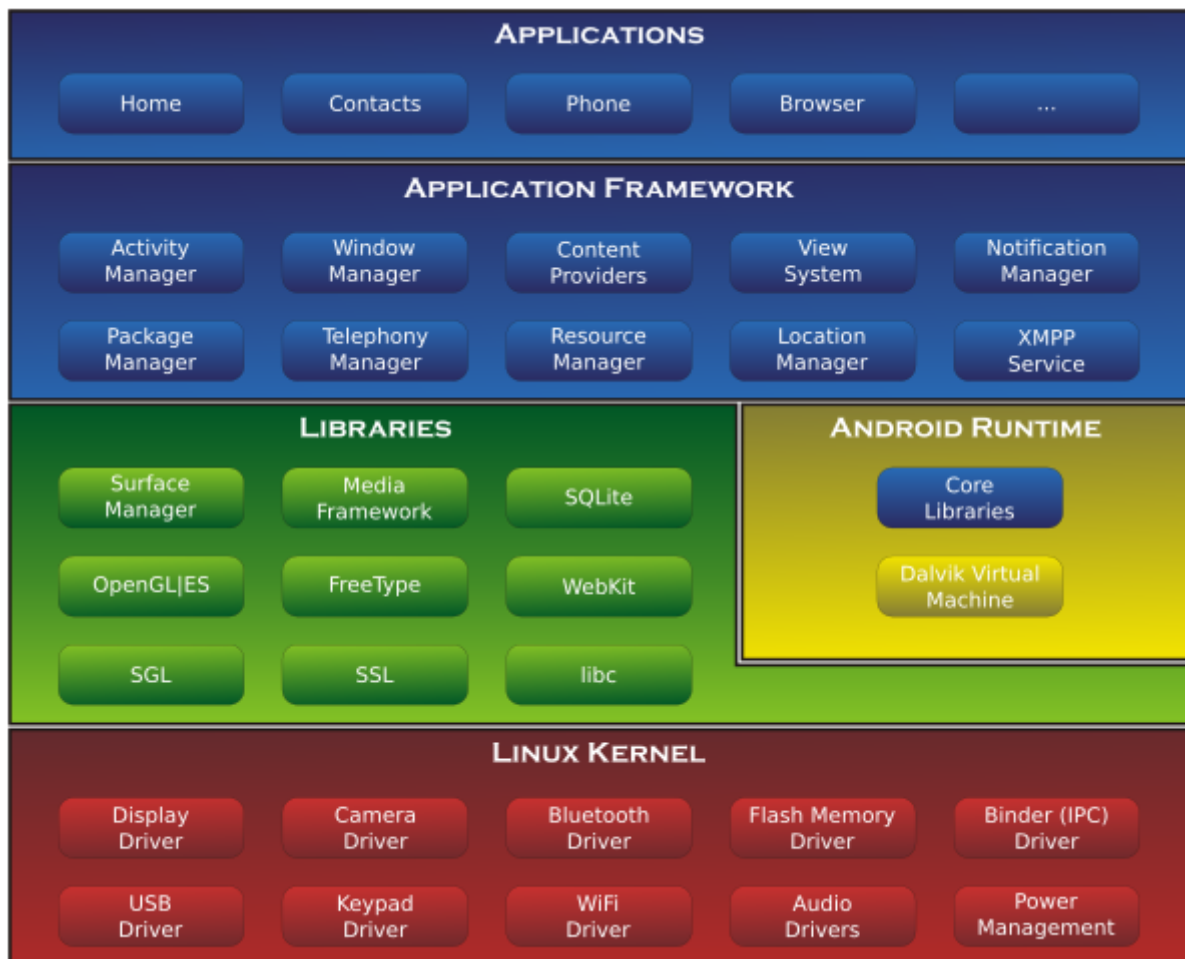 APPLICATIONS
Home
Contacts
Phone
Browser
...
APPLICATION FRAMEWORK
Activity
Manager
Window
Manager
Content
Providers
View
System
Notification
Manager
Package
Manager
Telephony
Manager
Resource
Manager
Location
Manager
XMPP
Service
LIBRARIES
Surface
Manager
Media
Framework
SQLite
OpenGL|ES
FreeType
WebKit
SGL
SSL
libc
ANDROID RUNTIME
Core
Libraries
Dalvik Virtual
Machine
LINUX KERNEL
Display
Driver
Camera
Driver
Bluetooth
Driver
Flash Memory
Driver
Binder (IPC)
Driver
USB
Driver
Keypad
Driver
WiFi
Driver
Audio
Drivers
Power
Management